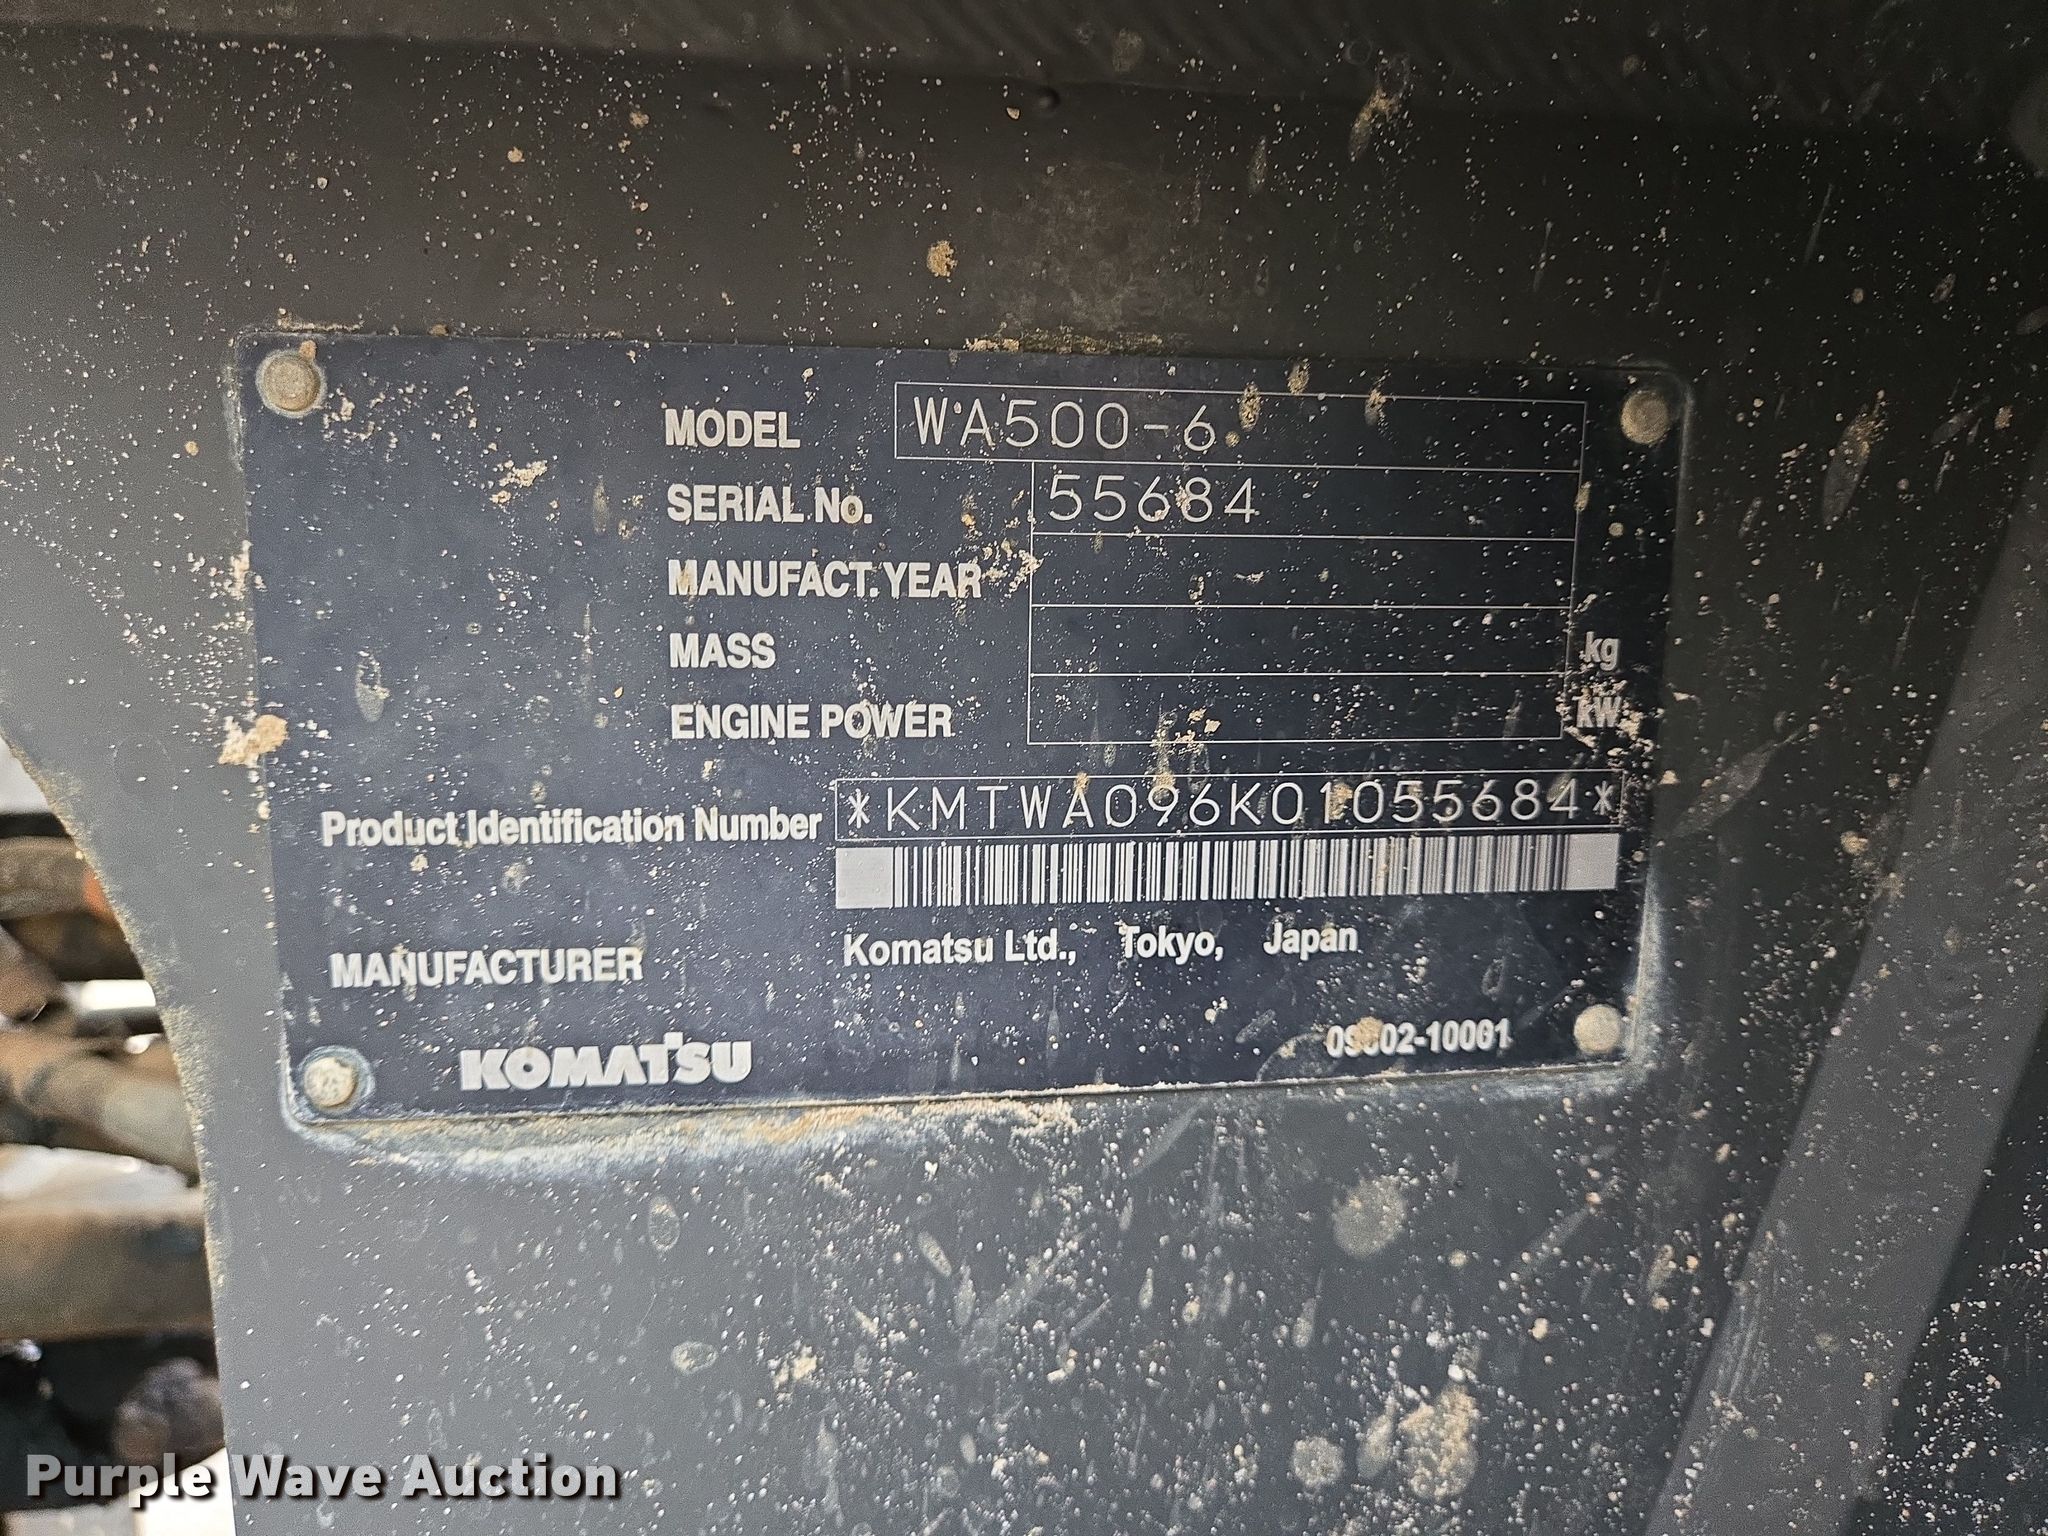 MODEL WA500-6
SERIAL No. 55684
MANUFACT. YEAR
MASS kg
ENGINE POWER kW
Product Identification Number *KMTWA096K01055684*
MANUFACTURER Komatsu Ltd., Tokyo, Japan
KOMATSU
Purple Wave Auction